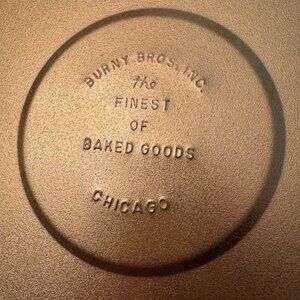 BURNY BROS. INC.
the
FINEST
OF
BAKED GOODS
CHICAGO